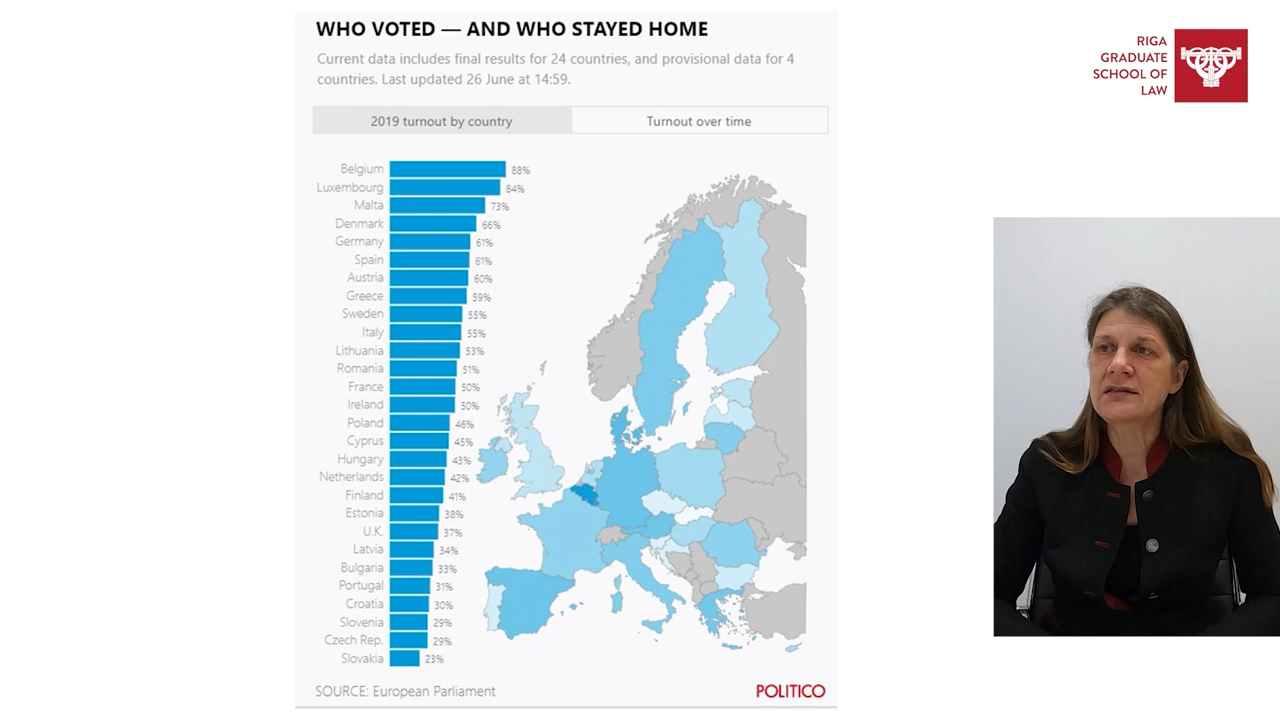 WHO VOTED — AND WHO STAYED HOME
Current data includes final results for 24 countries, and provisional data for 4
countries. Last updated 26 June at 14:59.
2019 turnout by country
Turnout over time
Belgium 88%
Luxembourg 84%
Malta 73%
Denmark 66%
Germany 61%
Spain 61%
Austria 60%
Greece 59%
Sweden 55%
Italy 55%
Lithuania 53%
Romania 51%
France 50%
Ireland 50%
Poland 46%
Cyprus 45%
Hungary 43%
Netherlands 42%
Finland 41%
Estonia 38%
U.K. 37%
Latvia 34%
Bulgaria 33%
Portugal 31%
Croatia 30%
Slovenia 29%
Czech Rep. 29%
Slovakia 23%
SOURCE: European Parliament
POLITICO
RIGA
GRADUATE
SCHOOL OF
LAW